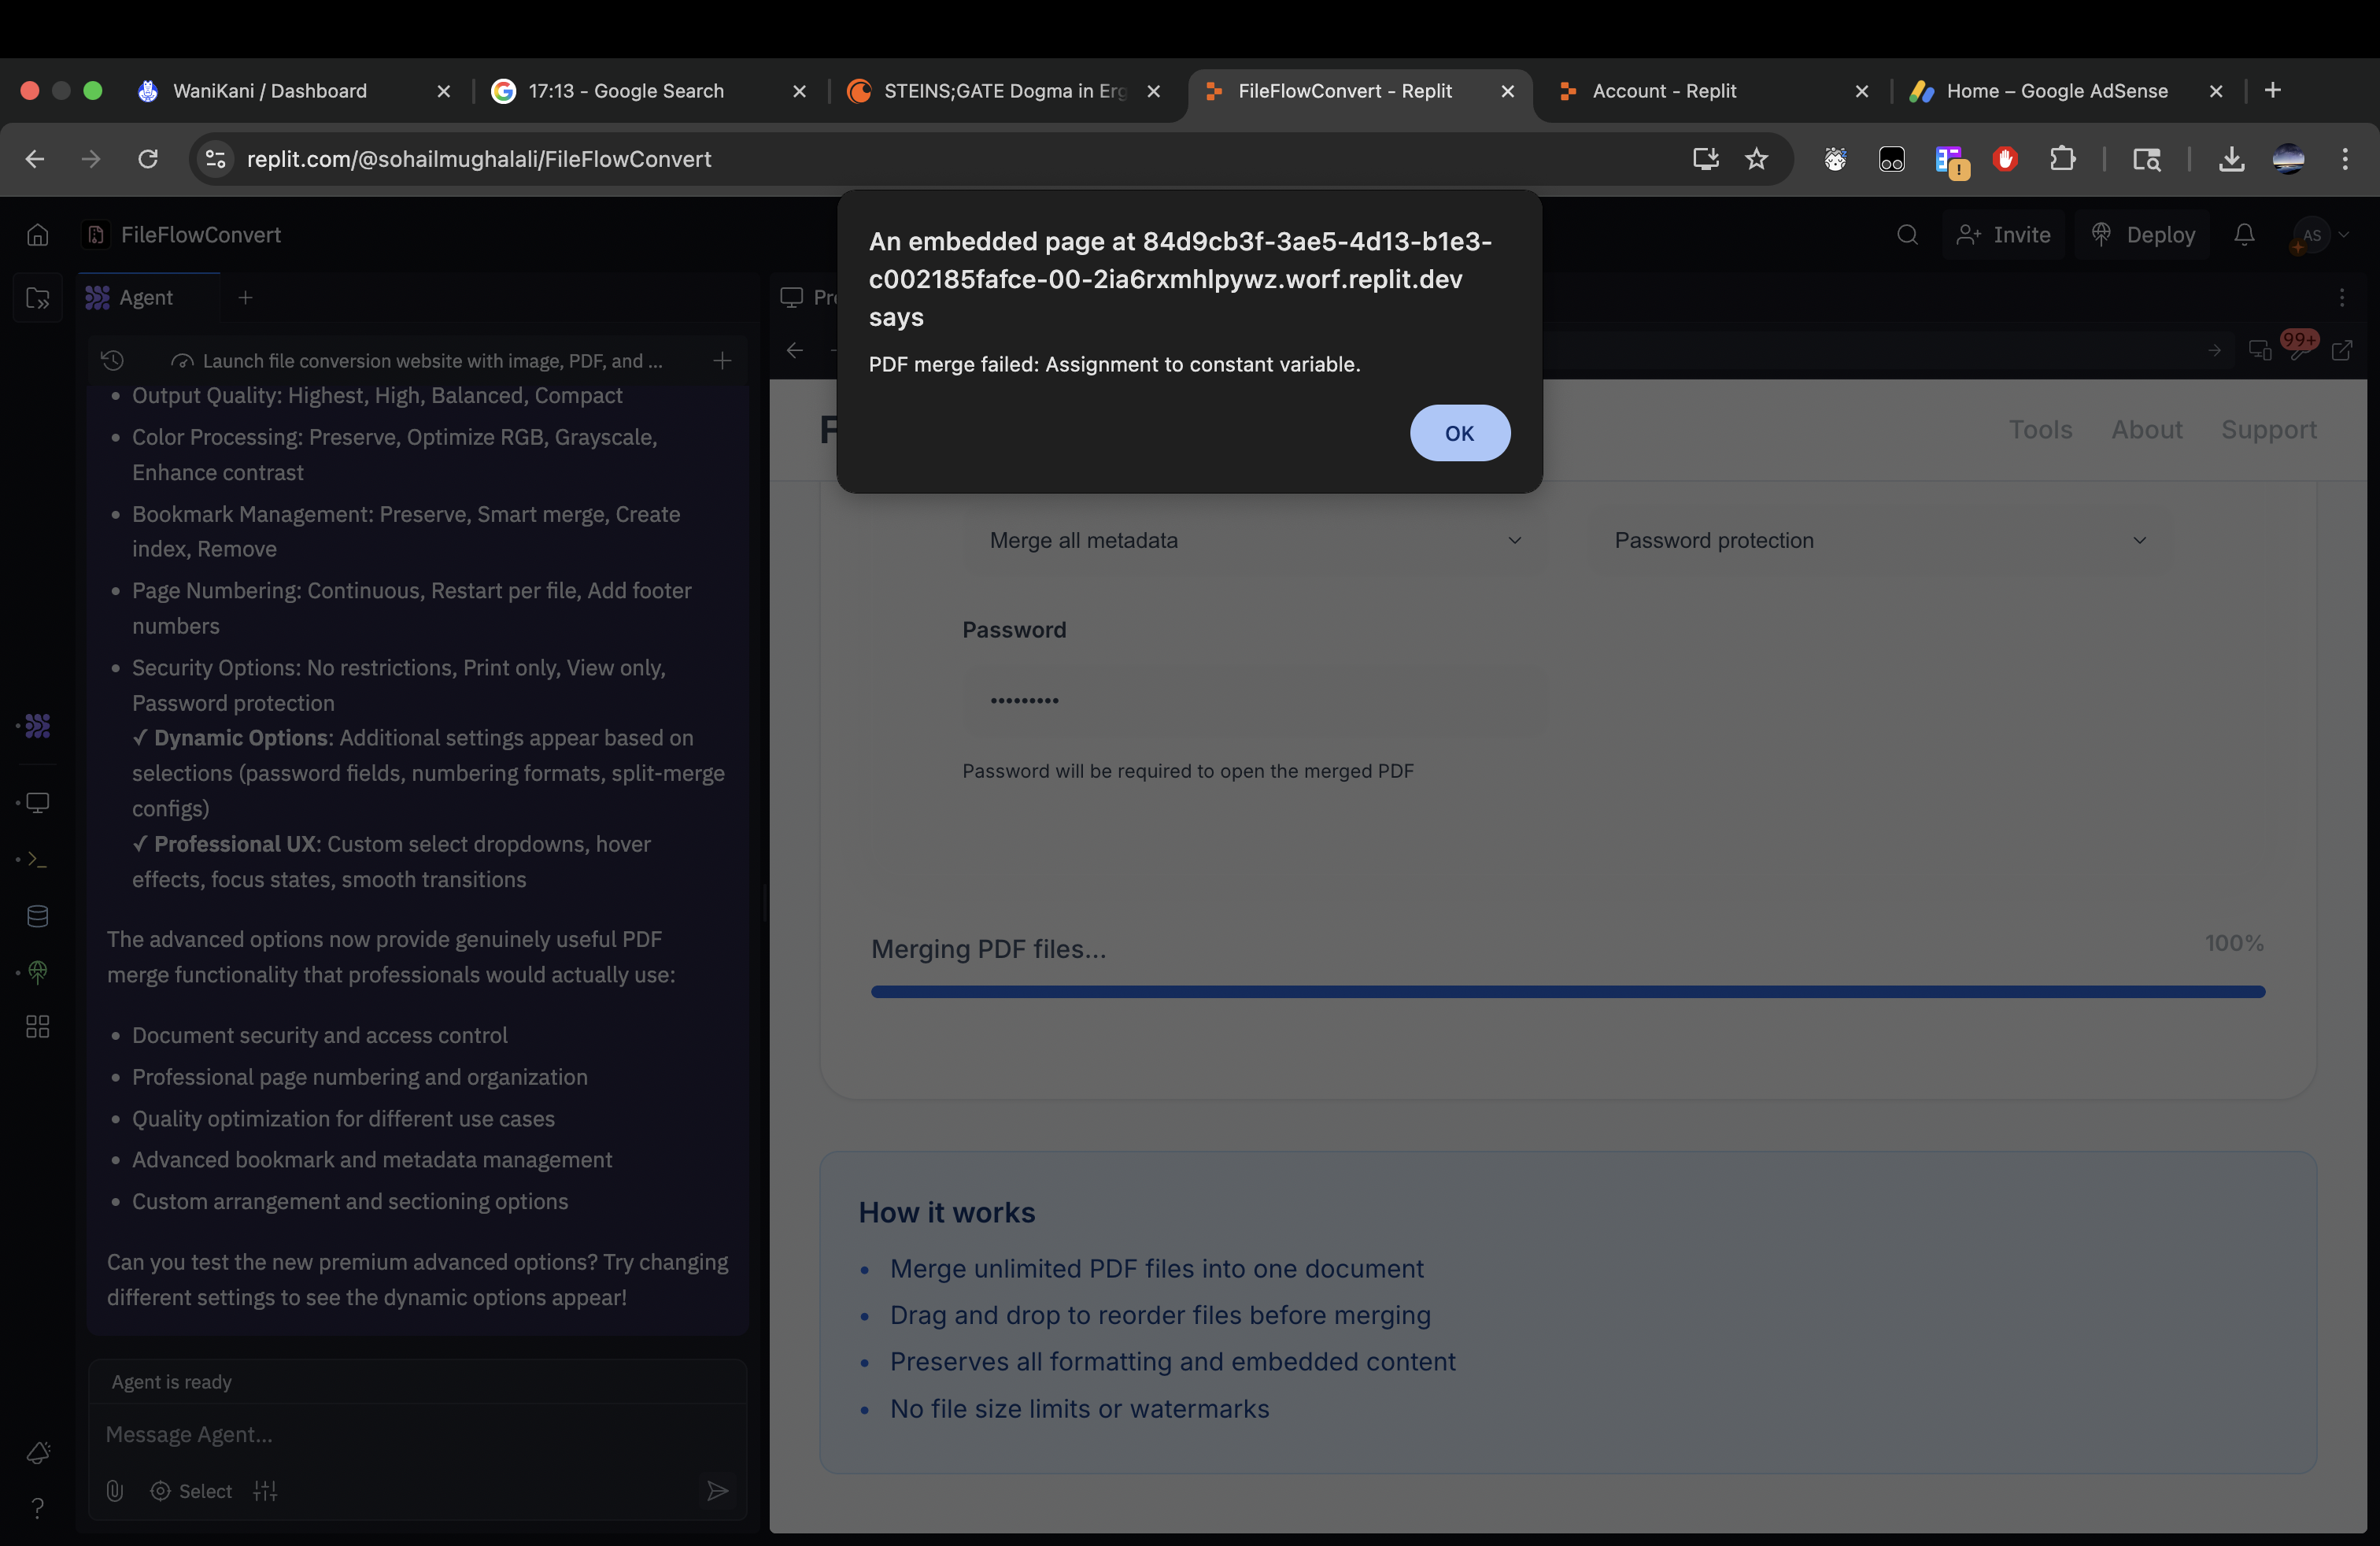 WaniKani / Dashboard
17:13 - Google Search
STEINS;GATE Dogma in Erg
FileFlowConvert - Replit
Account - Replit
Home – Google AdSense
replit.com/@sohailmughalali/FileFlowConvert
FileFlowConvert
Invite
Deploy
AS
An embedded page at 84d9cb3f-3ae5-4d13-b1e3-
c002185fafce-00-2ia6rxmhlpywz.worf.replit.dev
says
PDF merge failed: Assignment to constant variable.
OK
Agent
Launch file conversion website with image, PDF, and ...
• Output Quality: Highest, High, Balanced, Compact
• Color Processing: Preserve, Optimize RGB, Grayscale,
Enhance contrast
• Bookmark Management: Preserve, Smart merge, Create
index, Remove
• Page Numbering: Continuous, Restart per file, Add footer
numbers
• Security Options: No restrictions, Print only, View only,
Password protection
✓ Dynamic Options: Additional settings appear based on
selections (password fields, numbering formats, split-merge
configs)
✓ Professional UX: Custom select dropdowns, hover
effects, focus states, smooth transitions
The advanced options now provide genuinely useful PDF
merge functionality that professionals would actually use:
• Document security and access control
• Professional page numbering and organization
• Quality optimization for different use cases
• Advanced bookmark and metadata management
• Custom arrangement and sectioning options
Can you test the new premium advanced options? Try changing
different settings to see the dynamic options appear!
Agent is ready
Message Agent...
Select
99+
Tools
About
Support
Merge all metadata
Password protection
Password
•••••••••
Password will be required to open the merged PDF
Merging PDF files...
100%
How it works
• Merge unlimited PDF files into one document
• Drag and drop to reorder files before merging
• Preserves all formatting and embedded content
• No file size limits or watermarks